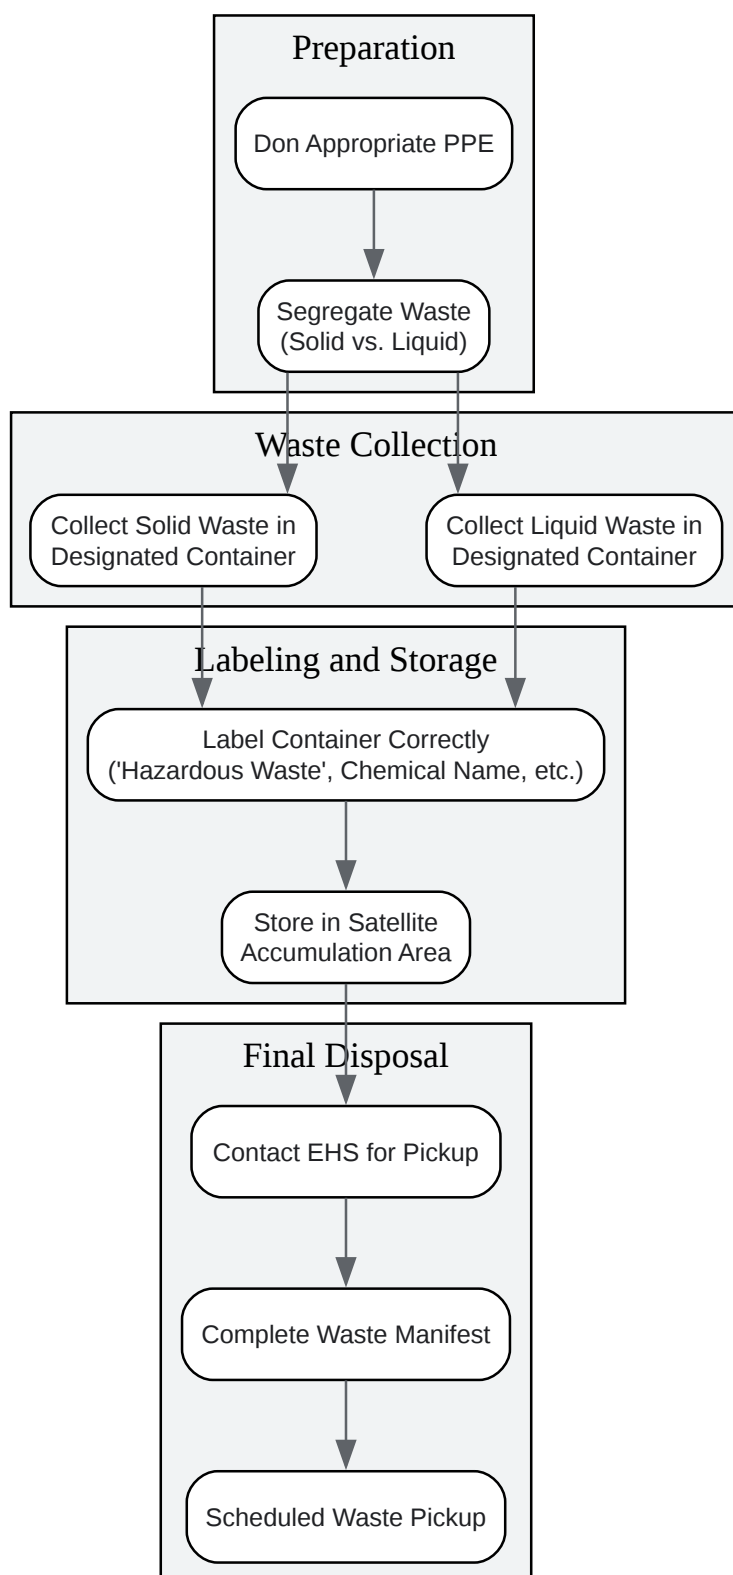 Preparation
Don Appropriate PPE
Segregate Waste
(Solid vs. Liquid)
Waste Collection
Collect Solid Waste in
Designated Container
Collect Liquid Waste in
Designated Container
Labeling and Storage
Label Container Correctly
('Hazardous Waste', Chemical Name, etc.)
Store in Satellite
Accumulation Area
Final Disposal
Contact EHS for Pickup
Complete Waste Manifest
Scheduled Waste Pickup